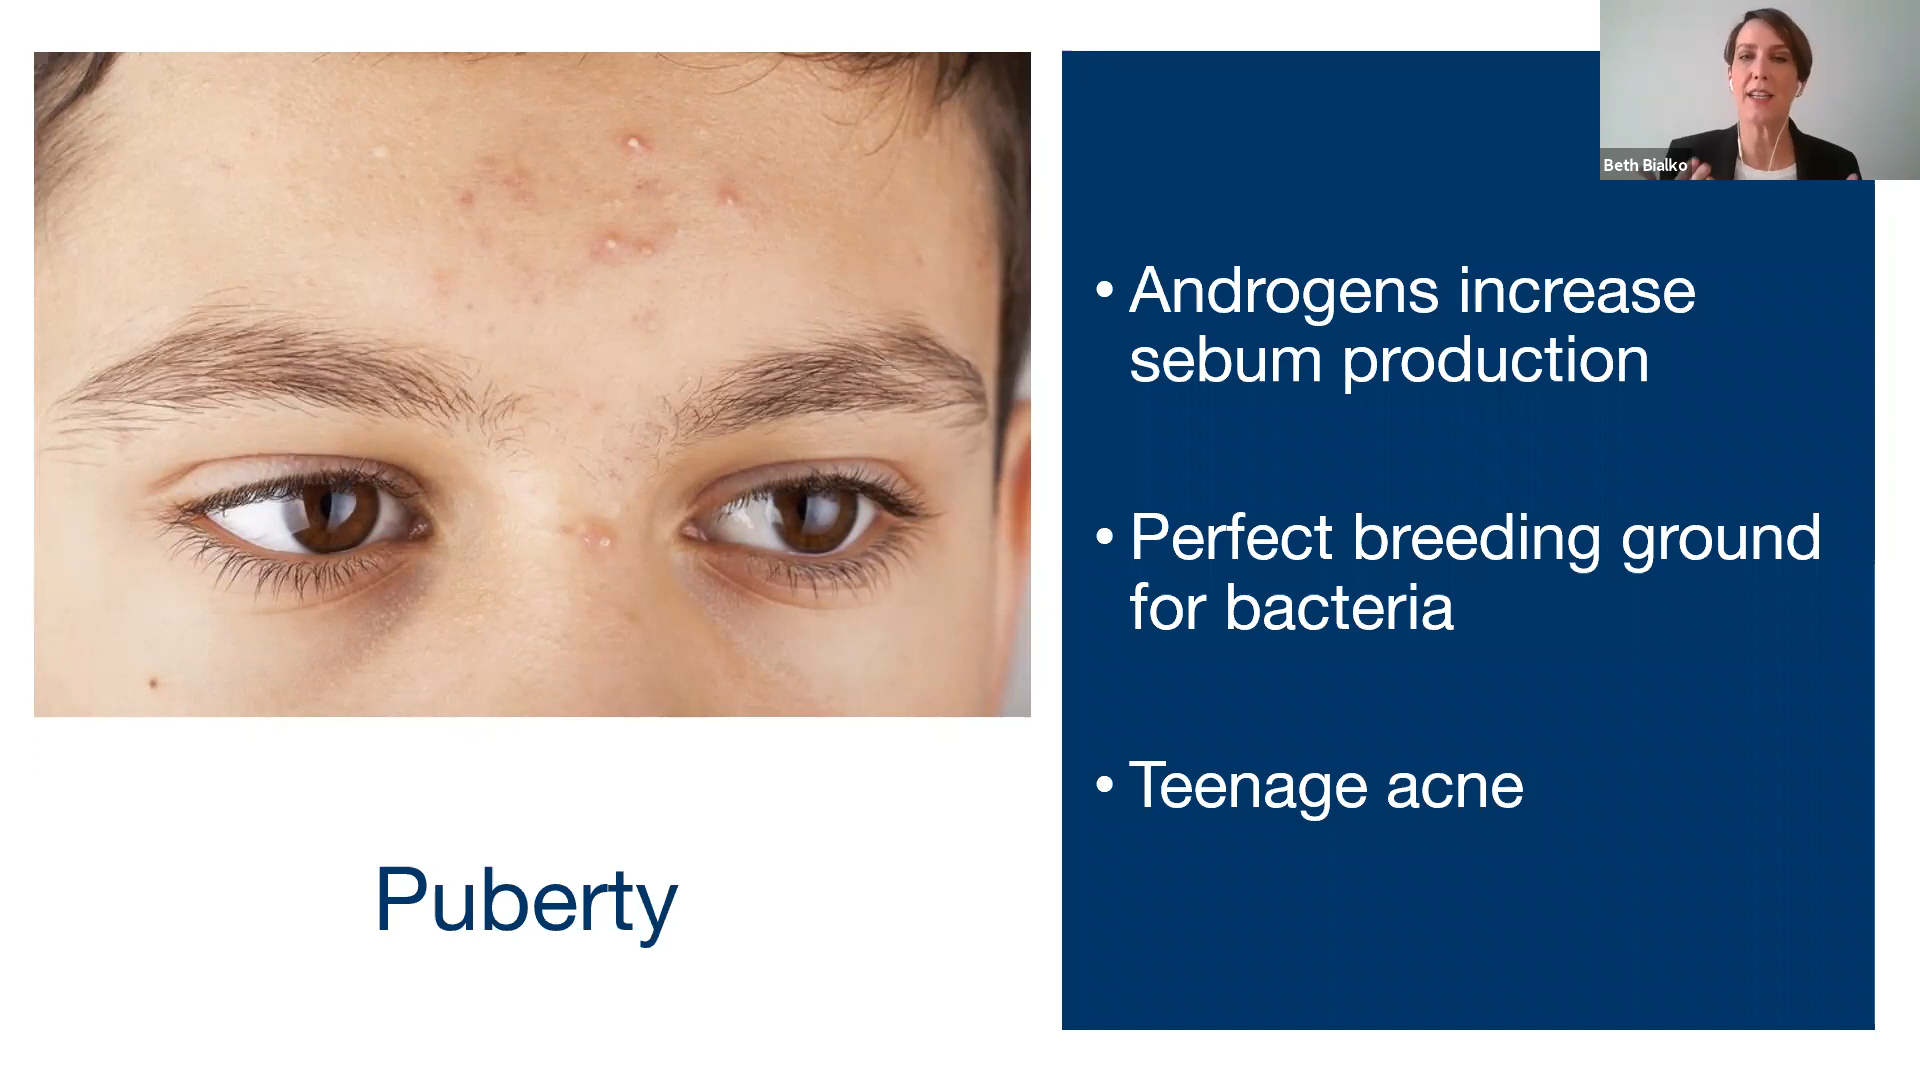 Beth Bialko
• Androgens increase
sebum production
• Perfect breeding ground
for bacteria
• Teenage acne
Puberty